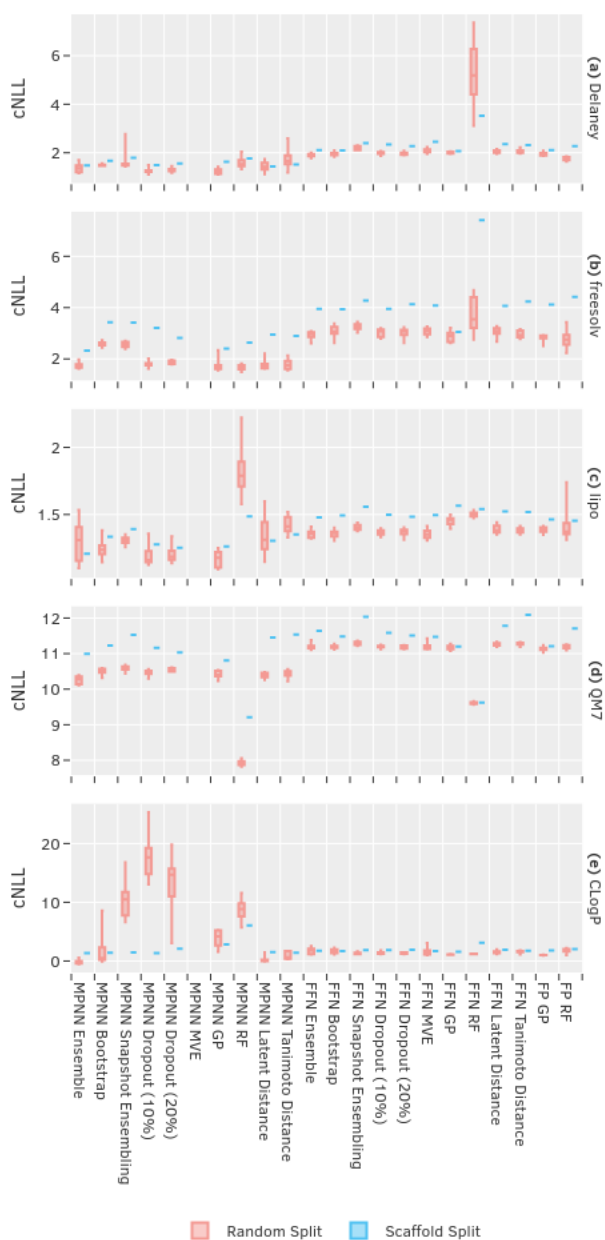 (a) Delaney
cNLL
6
4
2
(b) freesolv
cNLL
6
4
2
(c) lipo
cNLL
2
1.5
(d) QM7
cNLL
12
11
10
9
8
(e) CLogP
cNLL
20
10
0
MPNN Ensemble
MPNN Bootstrap
MPNN Snapshot Ensembling
MPNN Dropout (10%)
MPNN Dropout (20%)
MPNN MVE
MPNN GP
MPNN RF
MPNN Latent Distance
MPNN Tanimoto Distance
FFN Ensemble
FFN Bootstrap
FFN Snapshot Ensembling
FFN Dropout (10%)
FFN Dropout (20%)
FFN MVE
FFN GP
FFN RF
FFN Latent Distance
FFN Tanimoto Distance
FP GP
FP RF
Random Split
Scaffold Split